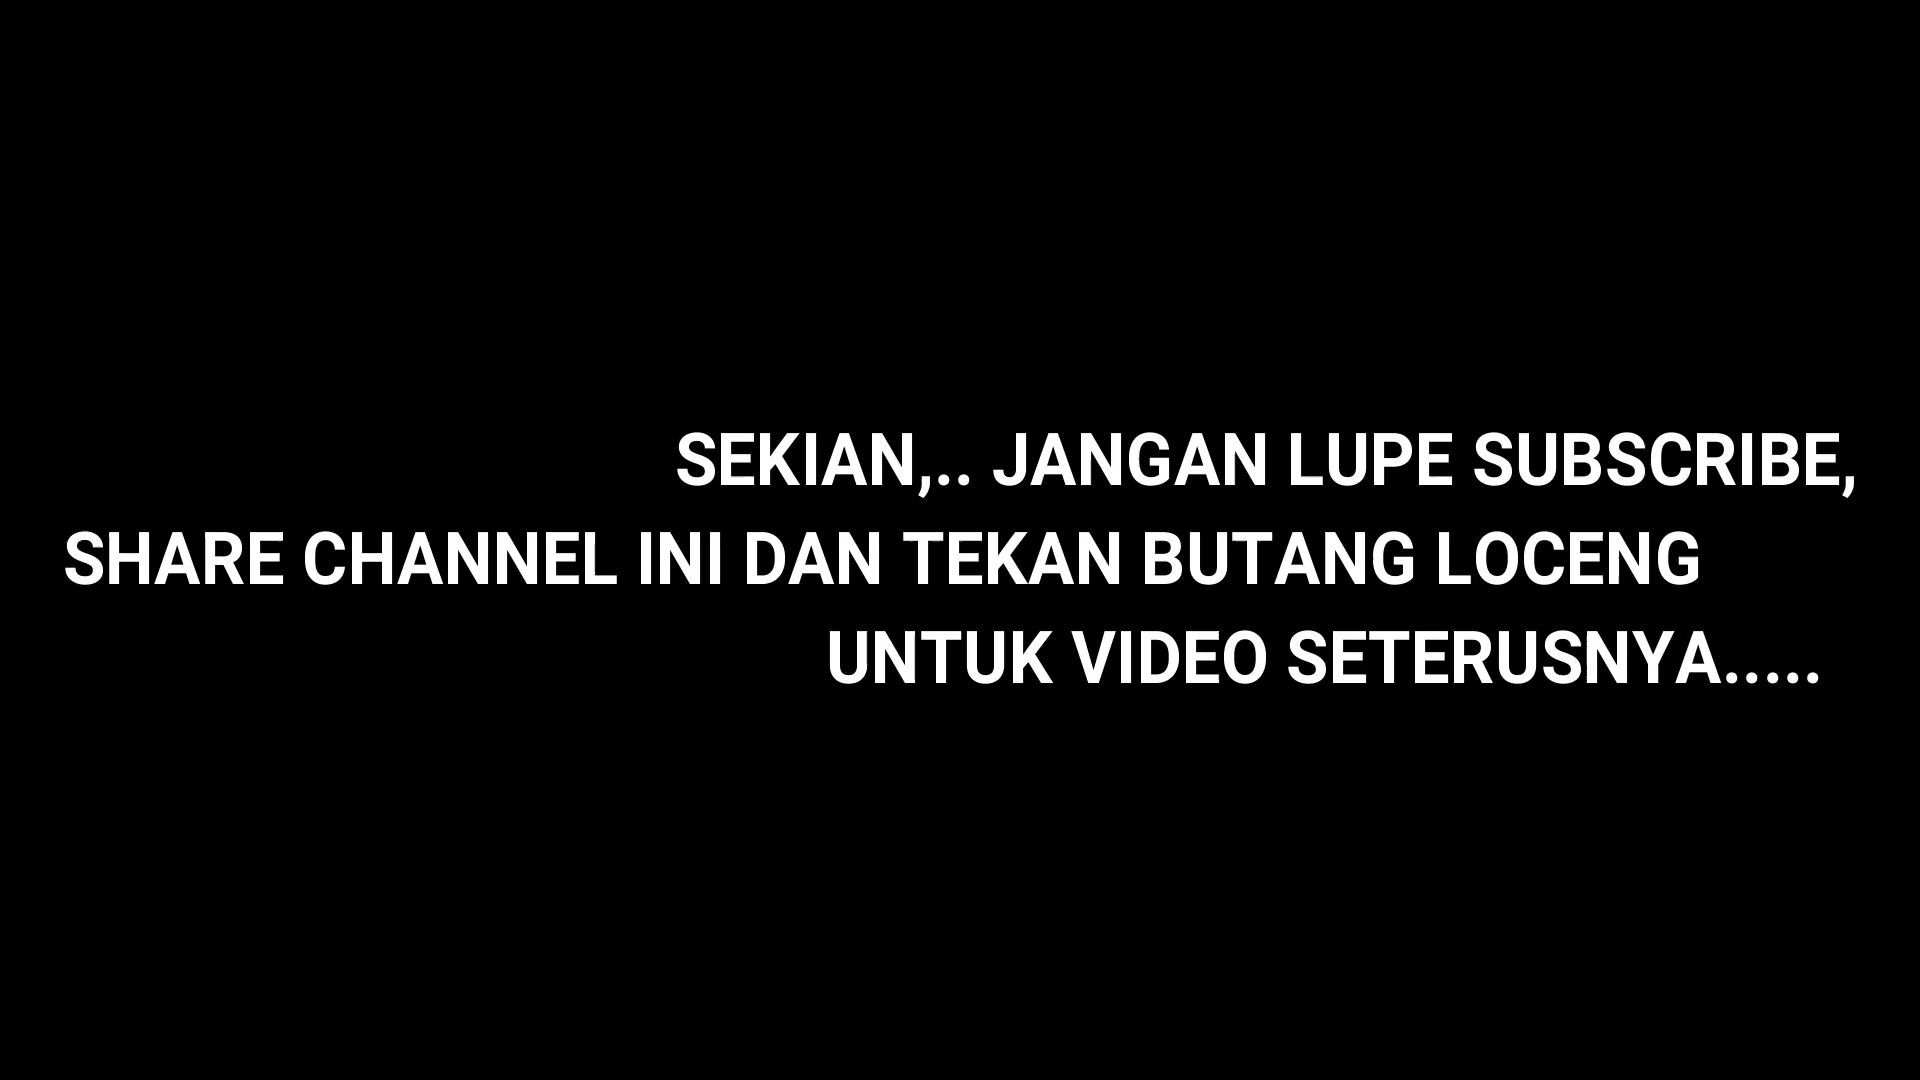 SEKIAN,.. JANGAN LUPE SUBSCRIBE,
SHARE CHANNEL INI DAN TEKAN BUTANG LOCENG
UNTUK VIDEO SETERUSNYA.....